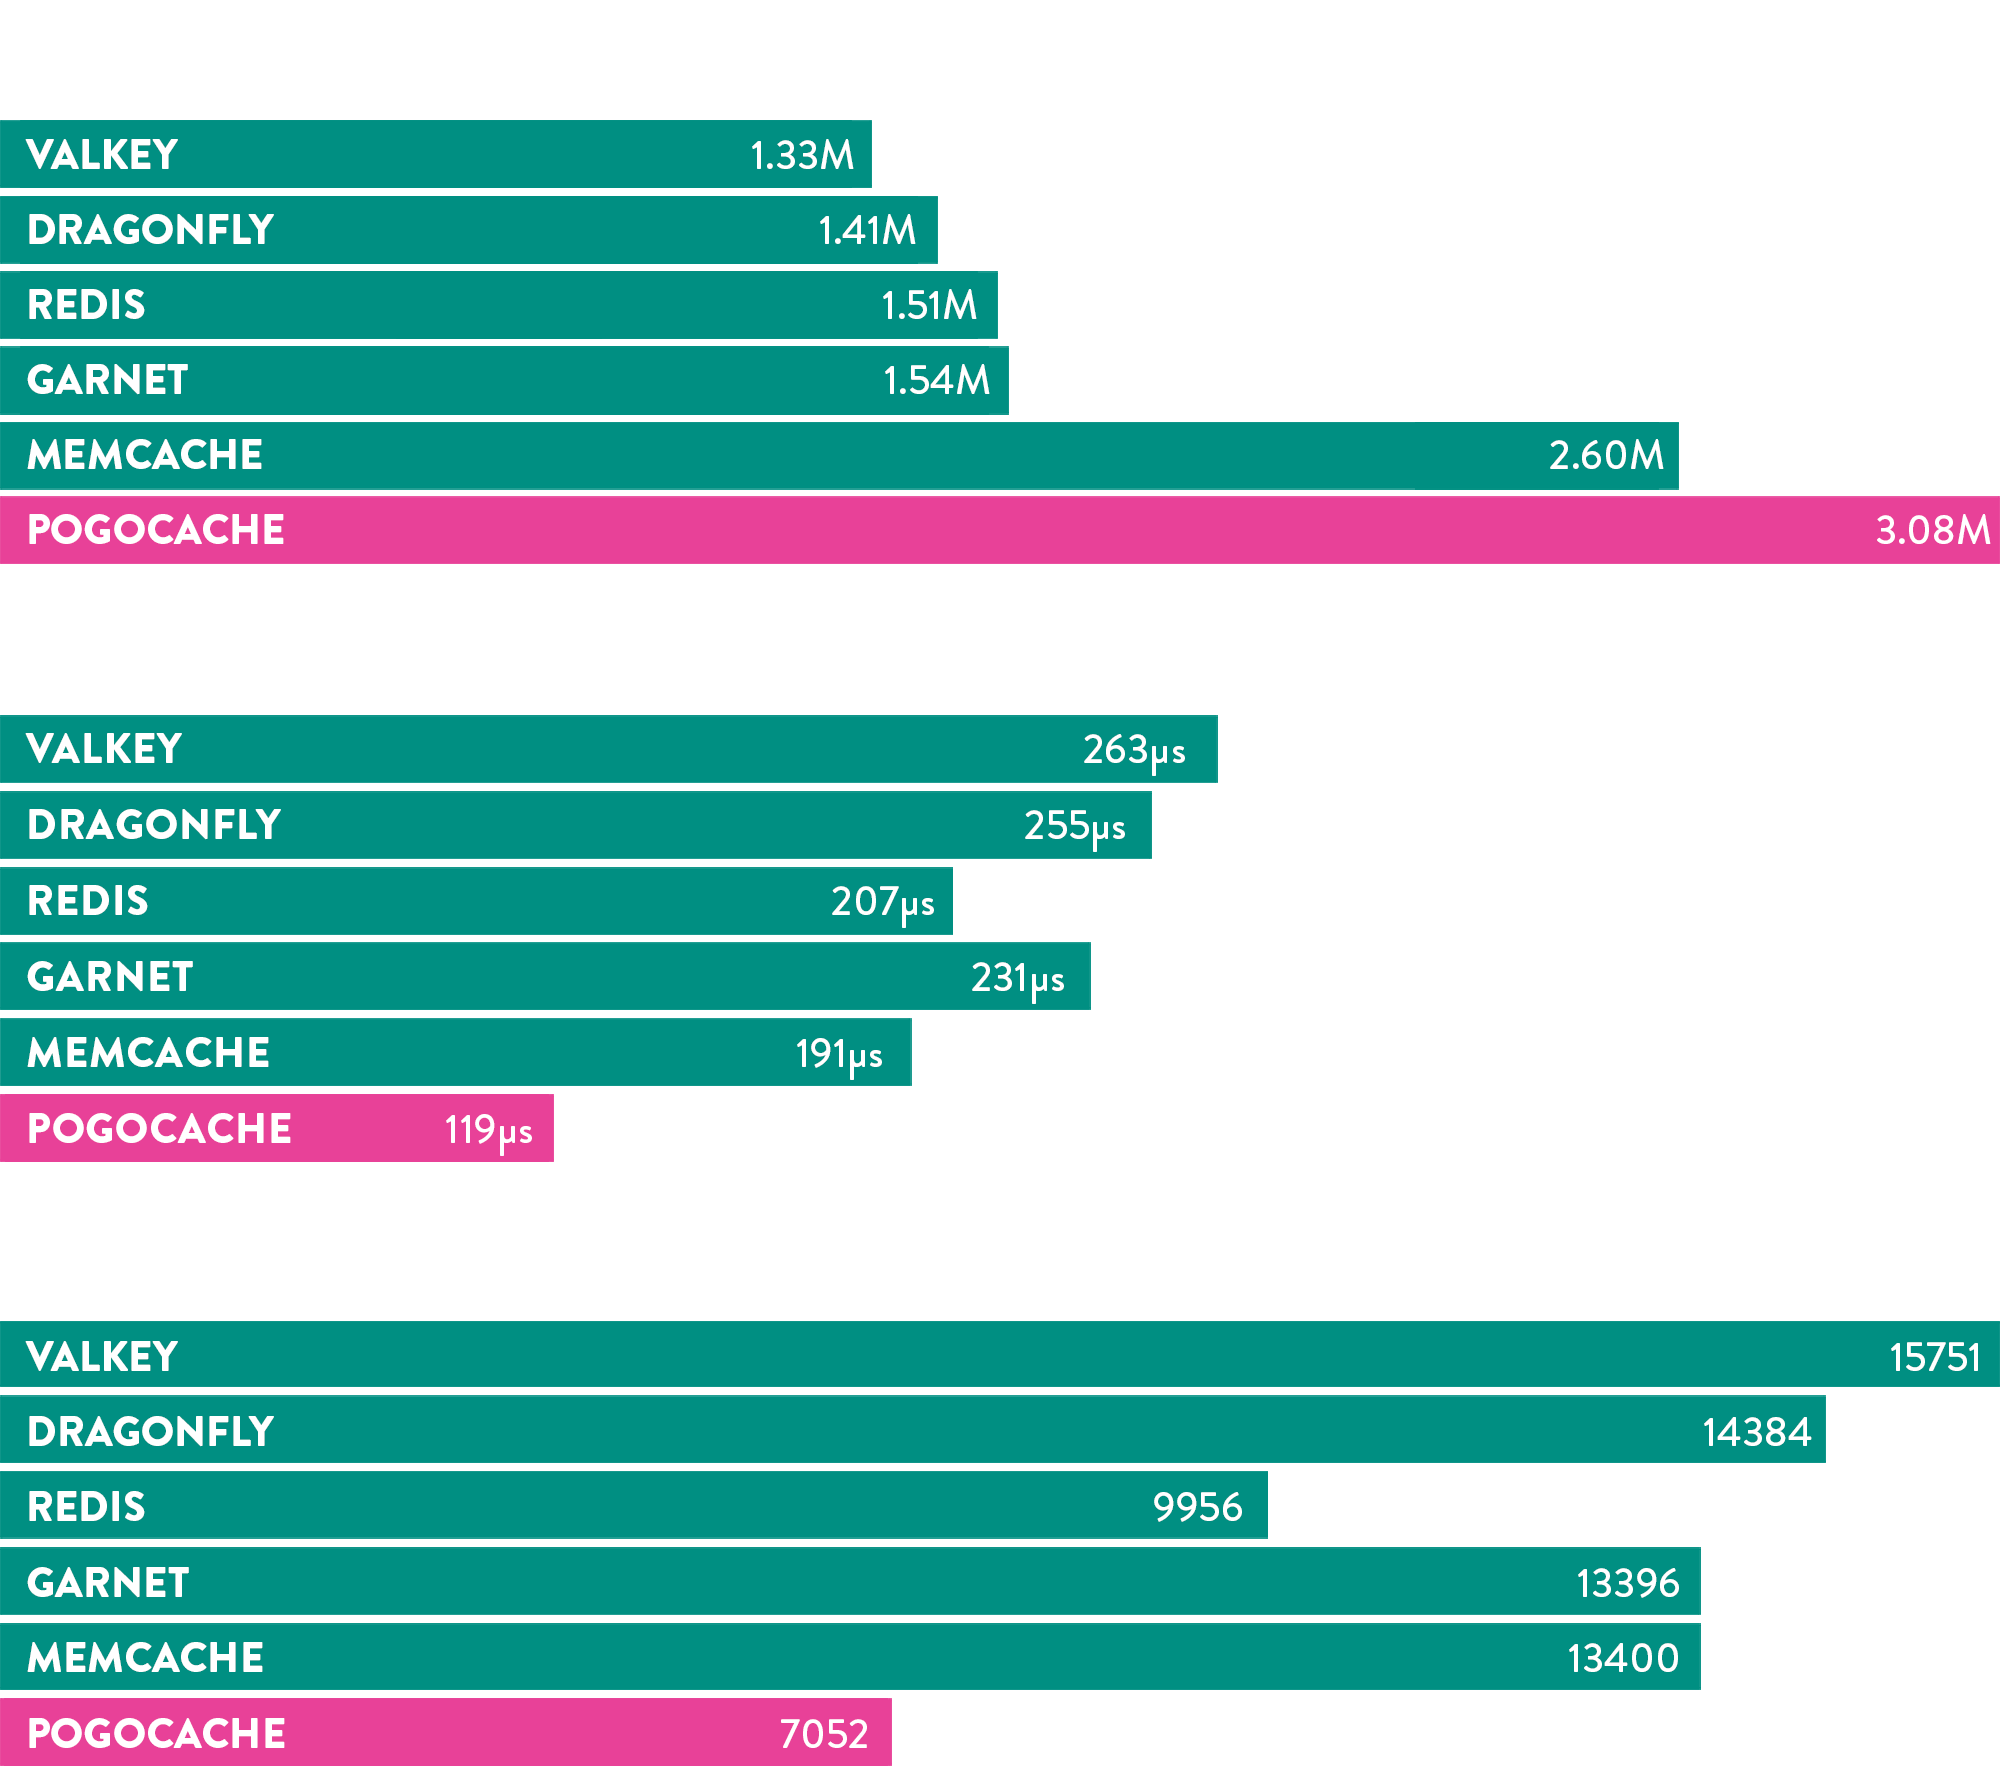 VALKEY 1.33M
DRAGONFLY 1.41M
REDIS 1.51M
GARNET 1.54M
MEMCACHE 2.60M
POGOCACHE 3.08M
VALKEY 263µs
DRAGONFLY 255µs
REDIS 207µs
GARNET 231µs
MEMCACHE 191µs
POGOCACHE 119µs
VALKEY 15751
DRAGONFLY 14384
REDIS 9956
GARNET 13396
MEMCACHE 13400
POGOCACHE 7052